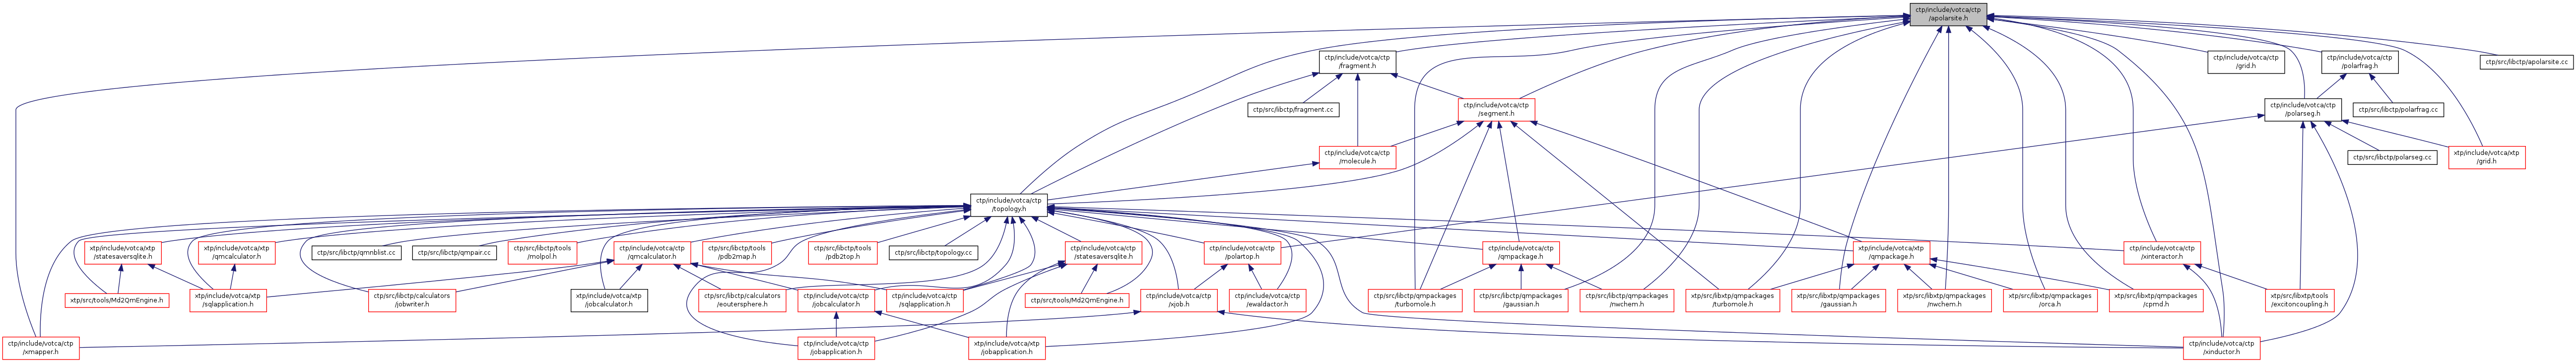 ctp/include/votca/ctp
/apolarsite.h
ctp/include/votca/ctp
/fragment.h
ctp/include/votca/ctp
/grid.h
ctp/include/votca/ctp
/polarfrag.h
ctp/src/libctp/apolarsite.cc
ctp/src/libctp/fragment.cc
ctp/include/votca/ctp
/segment.h
ctp/include/votca/ctp
/polarseg.h
ctp/src/libctp/polarfrag.cc
ctp/include/votca/ctp
/molecule.h
ctp/src/libctp/polarseg.cc
xtp/include/votca/xtp
/grid.h
ctp/include/votca/ctp
/topology.h
xtp/include/votca/xtp
/statesaversqlite.h
xtp/include/votca/xtp
/qmcalculator.h
ctp/src/libctp/qmnblist.cc
ctp/src/libctp/qmpair.cc
ctp/src/libctp/tools
/molpol.h
ctp/include/votca/ctp
/qmcalculator.h
ctp/src/libctp/tools
/pdb2map.h
ctp/src/libctp/tools
/pdb2top.h
ctp/src/libctp/topology.cc
ctp/include/votca/ctp
/statesaversqlite.h
ctp/include/votca/ctp
/polartop.h
ctp/include/votca/ctp
/qmpackage.h
xtp/include/votca/xtp
/qmpackage.h
ctp/include/votca/ctp
/xinteractor.h
xtp/src/tools/Md2QmEngine.h
xtp/include/votca/xtp
/sqlapplication.h
ctp/src/libctp/calculators
/jobwriter.h
xtp/include/votca/xtp
/jobcalculator.h
ctp/src/libctp/calculators
/eoutersphere.h
ctp/include/votca/ctp
/jobcalculator.h
ctp/include/votca/ctp
/sqlapplication.h
ctp/src/tools/Md2QmEngine.h
ctp/include/votca/ctp
/xjob.h
ctp/include/votca/ctp
/ewaldactor.h
ctp/src/libctp/qmpackages
/turbomole.h
ctp/src/libctp/qmpackages
/gaussian.h
ctp/src/libctp/qmpackages
/nwchem.h
xtp/src/libxtp/qmpackages
/turbomole.h
xtp/src/libxtp/qmpackages
/gaussian.h
xtp/src/libxtp/qmpackages
/nwchem.h
xtp/src/libxtp/qmpackages
/orca.h
xtp/src/libxtp/qmpackages
/cpmd.h
xtp/src/libxtp/tools
/excitoncoupling.h
ctp/include/votca/ctp
/xmapper.h
ctp/include/votca/ctp
/jobapplication.h
xtp/include/votca/xtp
/jobapplication.h
ctp/include/votca/ctp
/xinductor.h